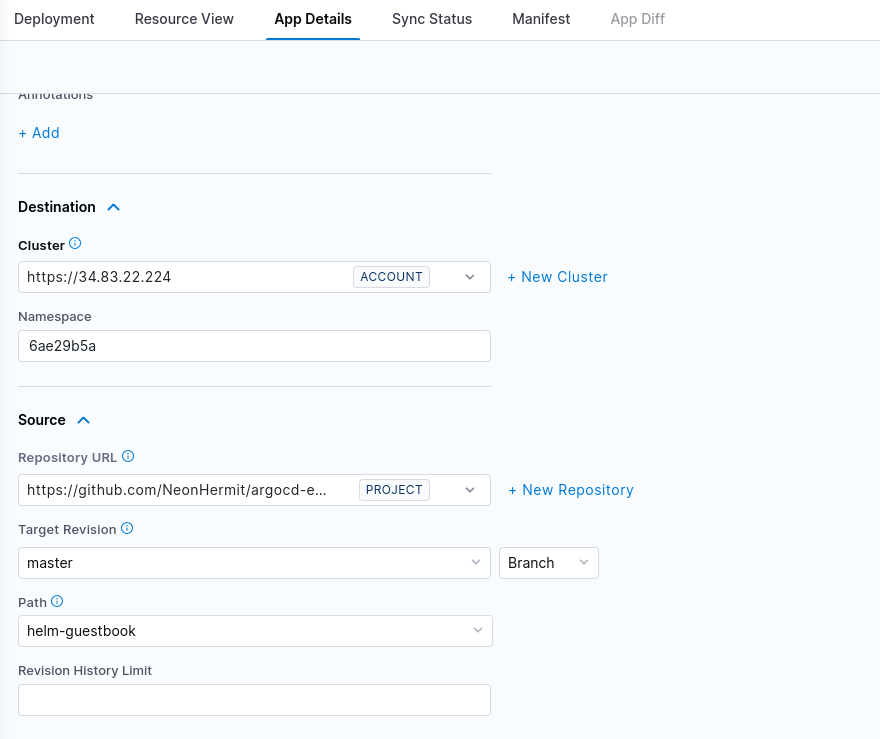 Deployment Resource View App Details Sync Status Manifest App Diff
Annotations
+ Add
Destination
Cluster
https://34.83.22.224 ACCOUNT + New Cluster
Namespace
6ae29b5a
Source
Repository URL
https://github.com/NeonHermit/argocd-e... PROJECT + New Repository
Target Revision
master Branch
Path
helm-guestbook
Revision History Limit